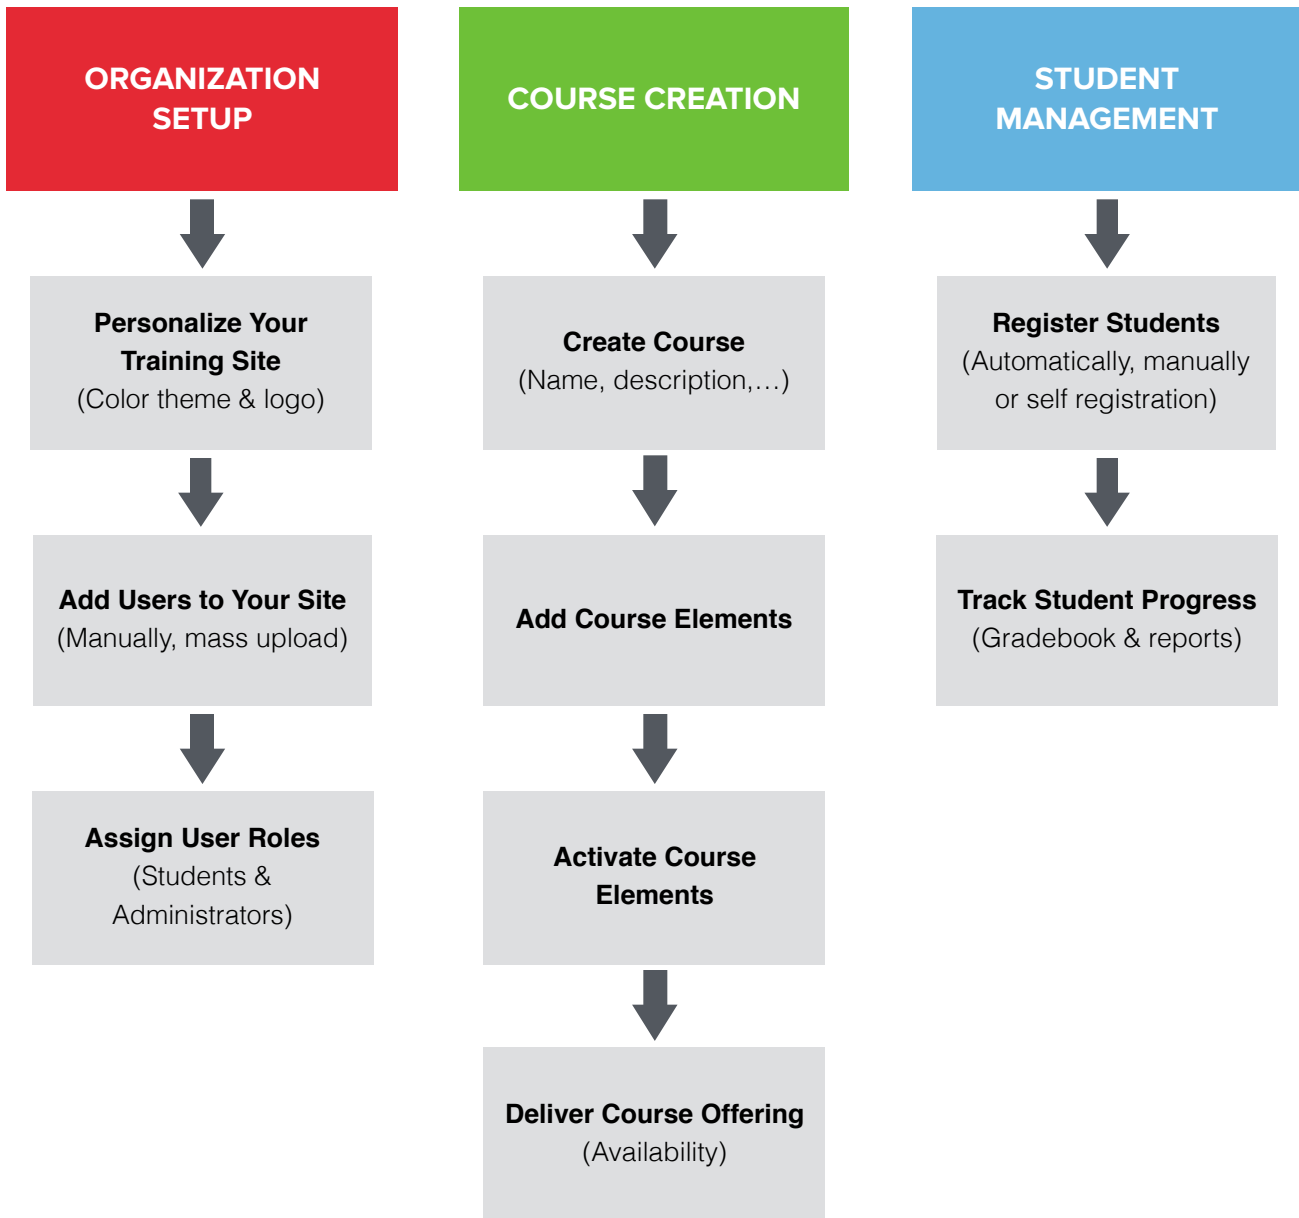 ORGANIZATION
SETUP
Personalize Your
Training Site
(Color theme & logo)
Add Users to Your Site
(Manually, mass upload)
Assign User Roles
(Students &
Administrators)
COURSE CREATION
Create Course
(Name, description,…)
Add Course Elements
Activate Course
Elements
Deliver Course Offering
(Availability)
STUDENT
MANAGEMENT
Register Students
(Automatically, manually
or self registration)
Track Student Progress
(Gradebook & reports)